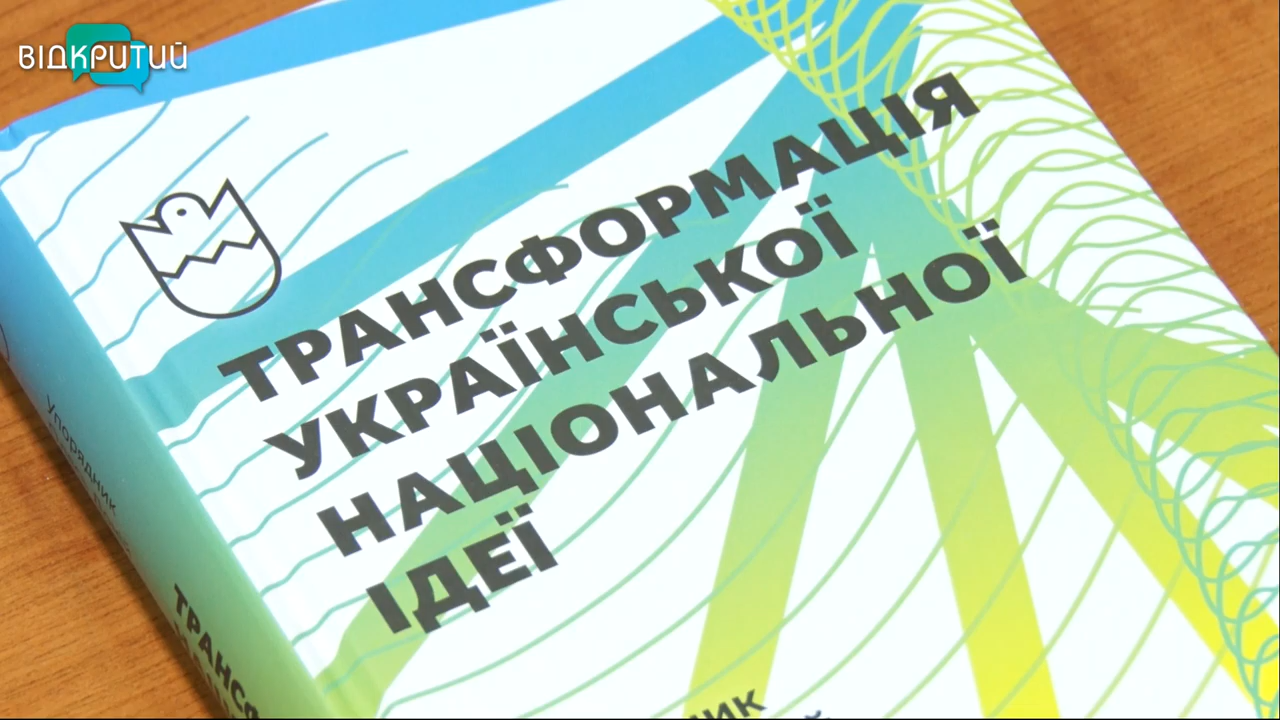 ВІДКРИТИЙ
ТРАНСФОРМАЦІЯ
УКРАЇНСЬКОЇ
НАЦІОНАЛЬНОЇ
ІДЕЇ
Упорядник